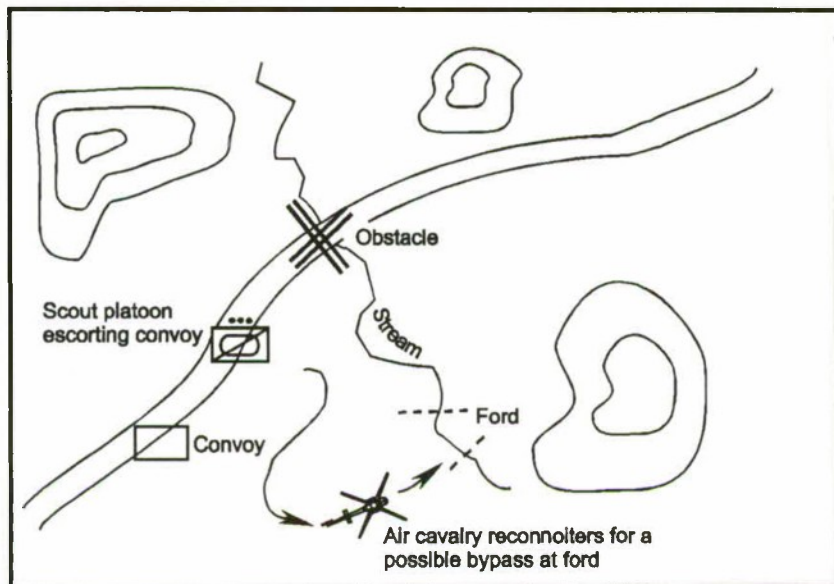 Obstacle
Scout platoon
escorting convoy
Stream
Ford
Convoy
Air cavalry reconnoiters for a
possible bypass at ford